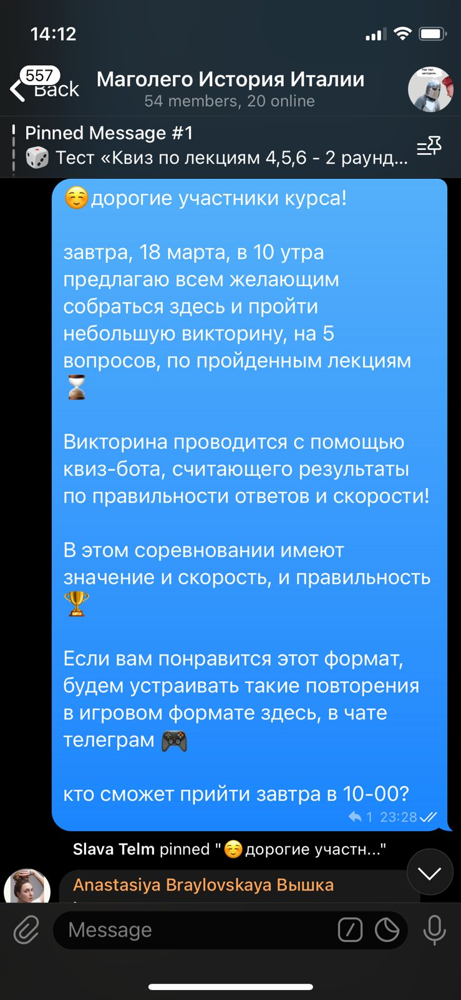 14:12
557
Back
Маголего История Италии
54 members, 20 online
Pinned Message #1
🎲 Тест «Квиз по лекциям 4,5,6 - 2 раунд...
☺️дорогие участники курса!
завтра, 18 марта, в 10 утра
предлагаю всем желающим
собраться здесь и пройти
небольшую викторину, на 5
вопросов, по пройденным лекциям
⏳
Викторина проводится с помощью
квиз-бота, считающего результаты
по правильности ответов и скорости!
В этом соревновании имеют
значение и скорость, и правильность
🏆
Если вам понравится этот формат,
будем устраивать такие повторения
в игровом формате здесь, в чате
телеграм 🎮
кто сможет прийти завтра в 10-00?
1 23:28
Slava Telm pinned "☺️дорогие участн..."
Anastasiya Braylovskaya Вышка
Message